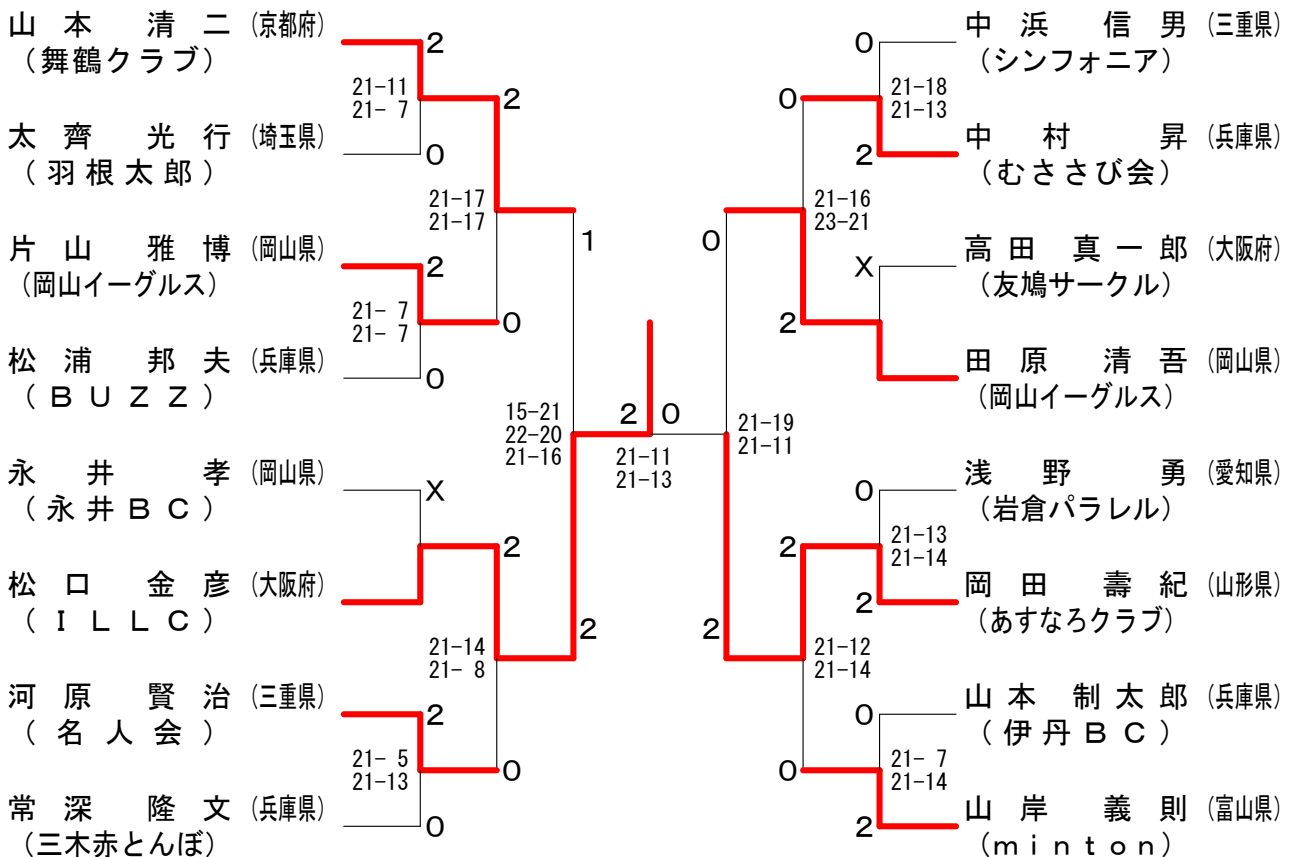 山本 清二 (京都府)
(舞鶴クラブ)
太齊 光行 (埼玉県)
(羽根太郎)
片山 雅博 (岡山県)
(岡山イーグルス)
松浦 邦夫 (兵庫県)
(BUZZ)
永井 孝 (岡山県)
(永井BC)
松口 金彦 (大阪府)
(ILLC)
河原 賢治 (三重県)
(名人会)
常深 隆文 (兵庫県)
(三木赤とんぼ)
2
21-11
21- 7
0
2
21- 7
21- 7
0
X
2
21- 5
21-13
0
2
21-17
21-17
0
2
21-14
21- 8
0
1
15-21
22-20
21-16
2
2 0
21-11
21-13
0
21-19
21-11
2
0
21-16
23-21
2
2
21-12
21-14
0
0
21-18
21-13
2
X
0
21-13
21-14
2
0
21- 7
21-14
2
中浜 信男 (三重県)
(シンフォニア)
中村 昇 (兵庫県)
(むささび会)
高田 真一郎 (大阪府)
(友鳩サークル)
田原 清吾 (岡山県)
(岡山イーグルス)
浅野 勇 (愛知県)
(岩倉パラレル)
岡田 壽紀 (山形県)
(あすなろクラブ)
山本 制太郎 (兵庫県)
(伊丹BC)
山岸 義則 (富山県)
(minton)